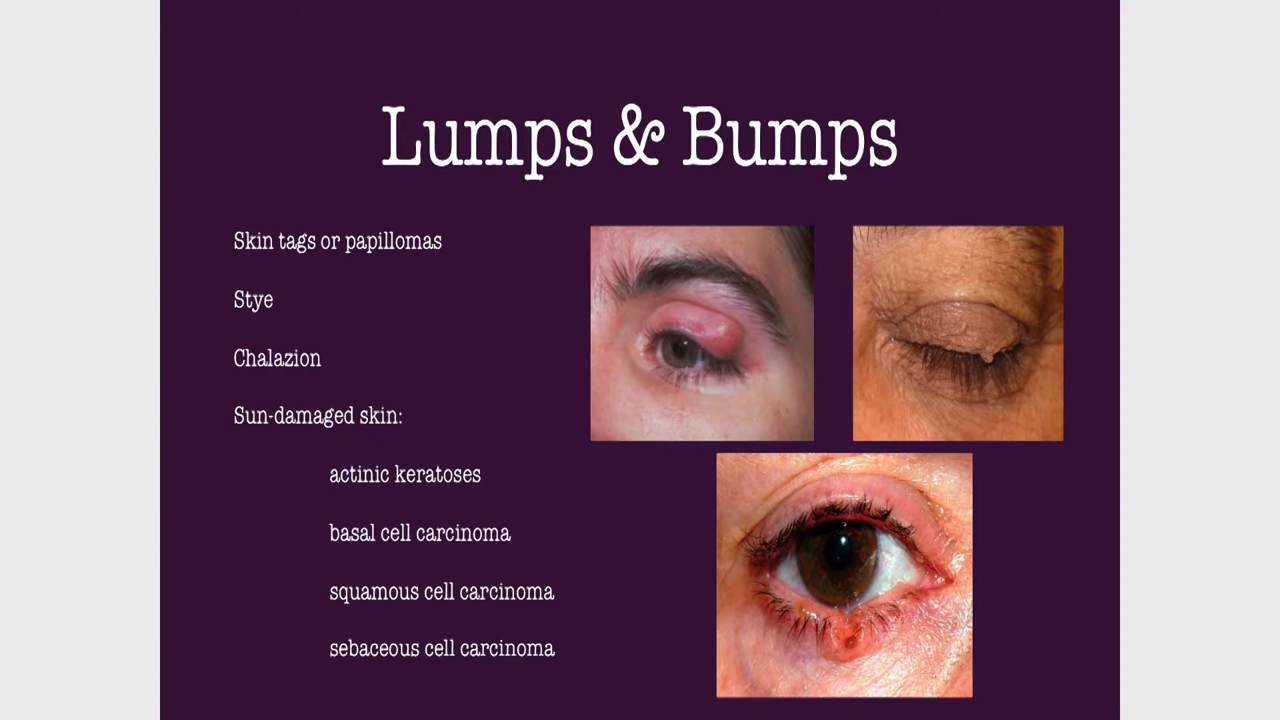 Lumps & Bumps
Skin tags or papillomas
Stye
Chalazion
Sun-damaged skin:
actinic keratoses
basal cell carcinoma
squamous cell carcinoma
sebaceous cell carcinoma